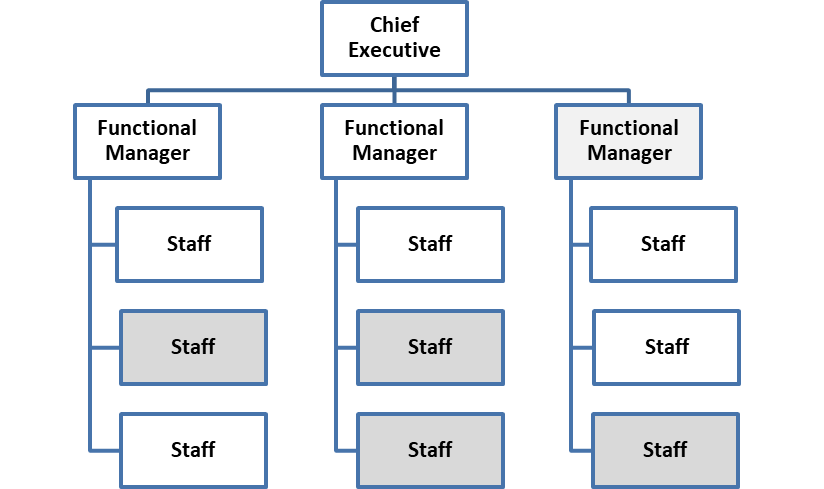 Chief
Executive
Functional
Manager
Functional
Manager
Functional
Manager
Staff
Staff
Staff
Staff
Staff
Staff
Staff
Staff
Staff